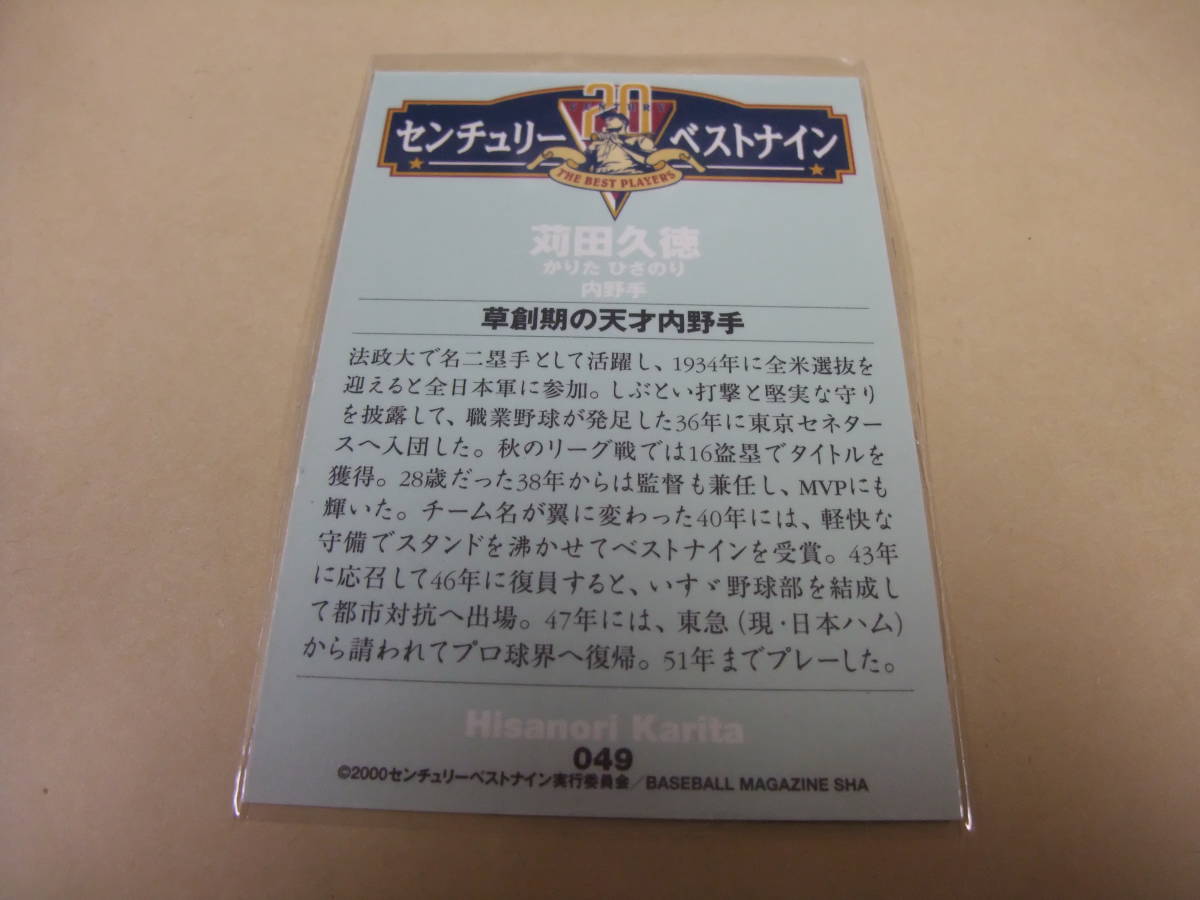 20
CENTURY
センチュリー ベストナイン
THE BEST PLAYERS
苅田久徳
かりた ひさのり
内野手
草創期の天才内野手
法政大で名二塁手として活躍し、1934年に全米選抜を
迎えると全日本軍に参加。しぶとい打撃と堅実な守り
を披露して、職業野球が発足した36年に東京セネター
スへ入団した。秋のリーグ戦では16盗塁でタイトルを
獲得。28歳だった38年からは監督も兼任し、MVPにも
輝いた。チーム名が翼に変わった40年には、軽快な
守備でスタンドを沸かせてベストナインを受賞。43年
に応召して46年に復員すると、いすゞ野球部を結成し
て都市対抗へ出場。47年には、東急（現・日本ハム）
から請われてプロ球界へ復帰。51年までプレーした。
Hisanori Karita
049
©2000センチュリーベストナイン実行委員会／BASEBALL MAGAZINE SHA